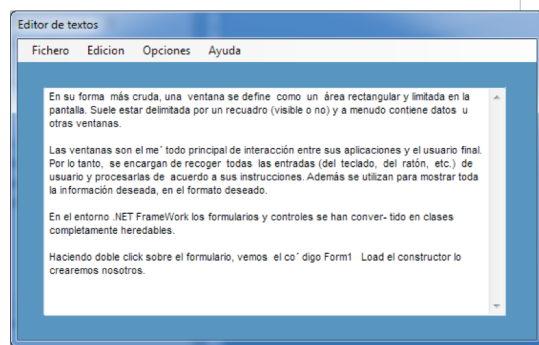 Editor de textos
Fichero Edicion Opciones Ayuda
En su forma más cruda, una ventana se define como un área rectangular y limitada en la
pantalla. Suele estar delimitada por un recuadro (visible o no) y a menudo contiene datos u
otras ventanas.
Las ventanas son el me´ todo principal de interacción entre sus aplicaciones y el usuario final.
Por lo tanto, se encargan de recoger todas las entradas (del teclado, del ratón, etc.) de
usuario y procesarlas de acuerdo a sus instrucciones. Además se utilizan para mostrar toda
la información deseada, en el formato deseado.
En el entorno .NET FrameWork los formularios y controles se han conver- tido en clases
completamente heredables.
Haciendo doble click sobre el formulario, vemos el co´ digo Form1 Load el constructor lo
crearemos nosotros.